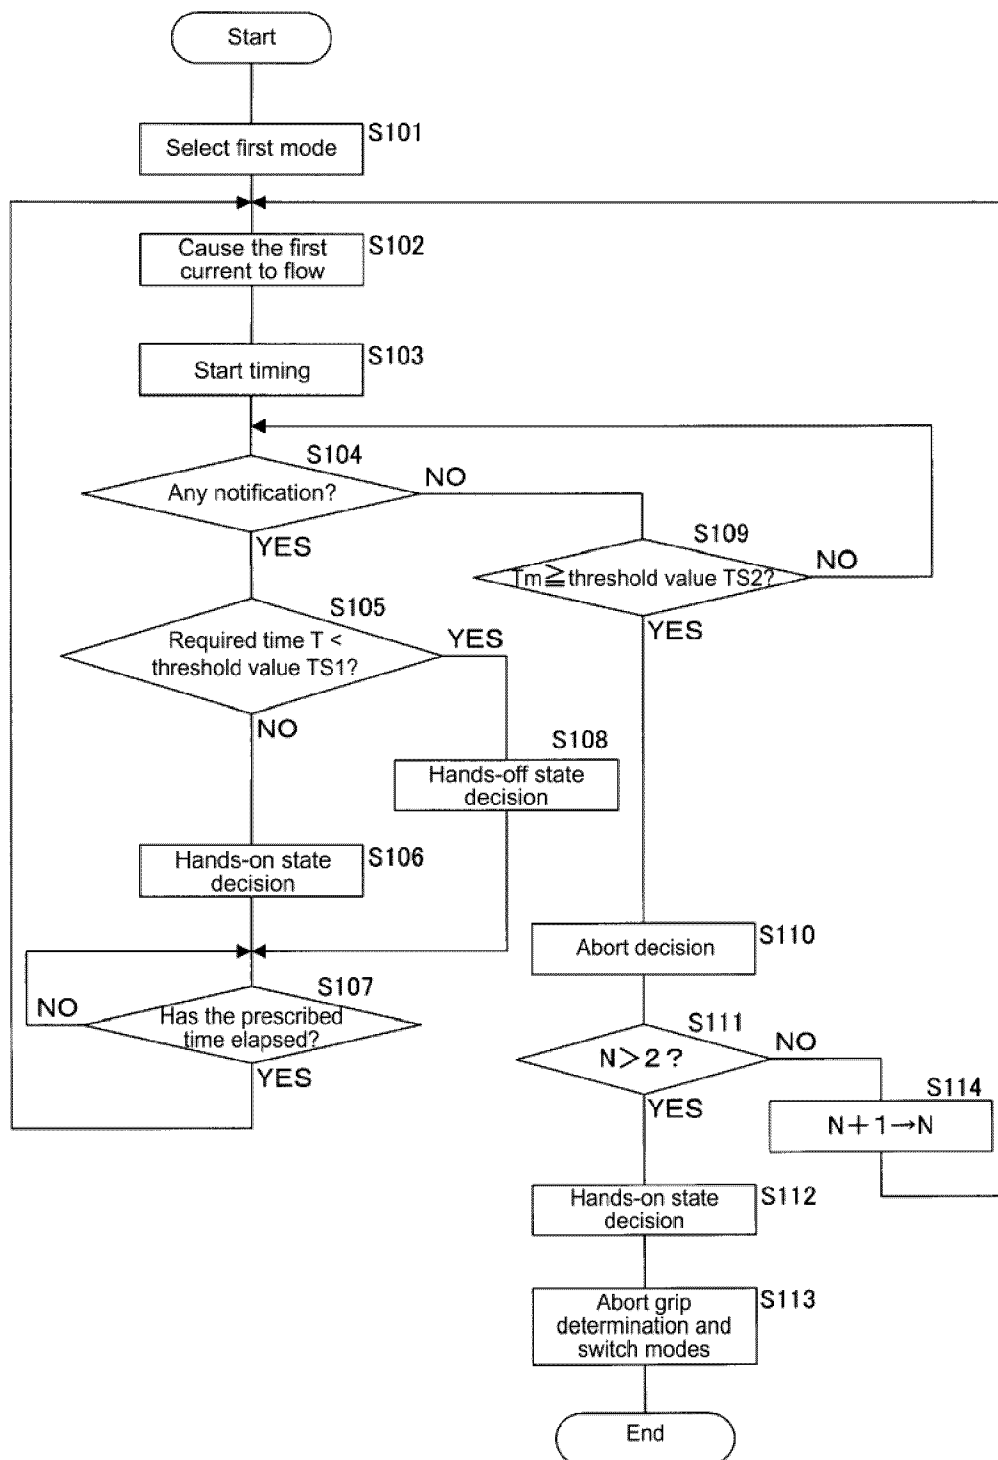 Start
S101
Select first mode
S102
Cause the first
current to flow
S103
Start timing
S104
Any notification?
NO
YES
S109
Tm≧threshold value TS2?
NO
YES
S105
Required time T <
threshold value TS1?
YES
NO
S108
Hands-off state
decision
S106
Hands-on state
decision
S107
Has the prescribed
time elapsed?
NO
YES
S110
Abort decision
S111
N>2?
NO
YES
S114
N+1→N
S112
Hands-on state
decision
S113
Abort grip
determination and
switch modes
End